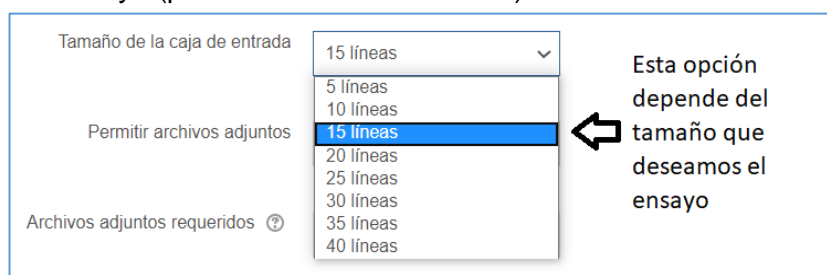 Tamaño de la caja de entrada
15 líneas
5 líneas
10 líneas
Permitir archivos adjuntos
15 líneas
20 líneas
25 líneas
30 líneas
Archivos adjuntos requeridos
35 líneas
40 líneas
Esta opción
depende del
tamaño que
deseamos el
ensayo